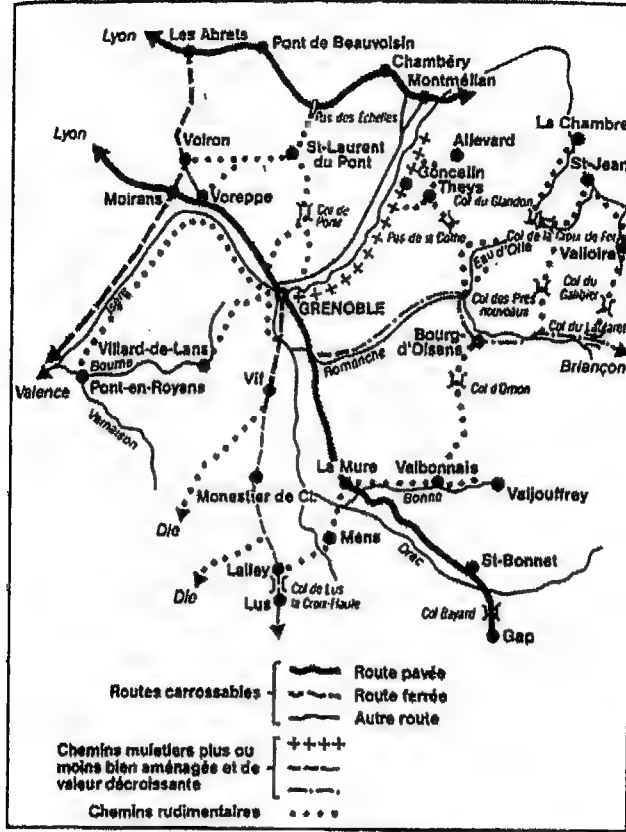 Lyon
Les Abrets
Pont de Beauvoisin
Chambéry
Montmélian
Lyon
Pas des Échelles
La Chambre
Voiron
St-Laurent
du Pont
Allevard
St-Jean
Goncelin
Theys
Moirans
Voreppe
Col de
Porte
Col du Glandon
Col de la Croix de Fer
Pas de la Coche
Eau d'Olle
Valloire
Isère
GRENOBLE
Col du
Galibier
Col des Prés
nouveaux
Villard-de-Lans
Bourne
Romanche
Bourg
d'Oisans
Col du Lautaret
Valence
Pont-en-Royans
Vif
Briançon
Vernaison
Col d'Ornon
La Mure
Valbonnais
Monestier de Cl.
Bonne
Valjouffrey
Die
Mens
Drac
Lalley
St-Bonnet
Die
Col de Lus
la Croix-Haute
Lus
Col Bayard
Gap
Routes carrossables
Route pavée
Route ferrée
Autre route
Chemins muletiers plus ou
moins bien aménagés et de
valeur décroissante
Chemins rudimentaires